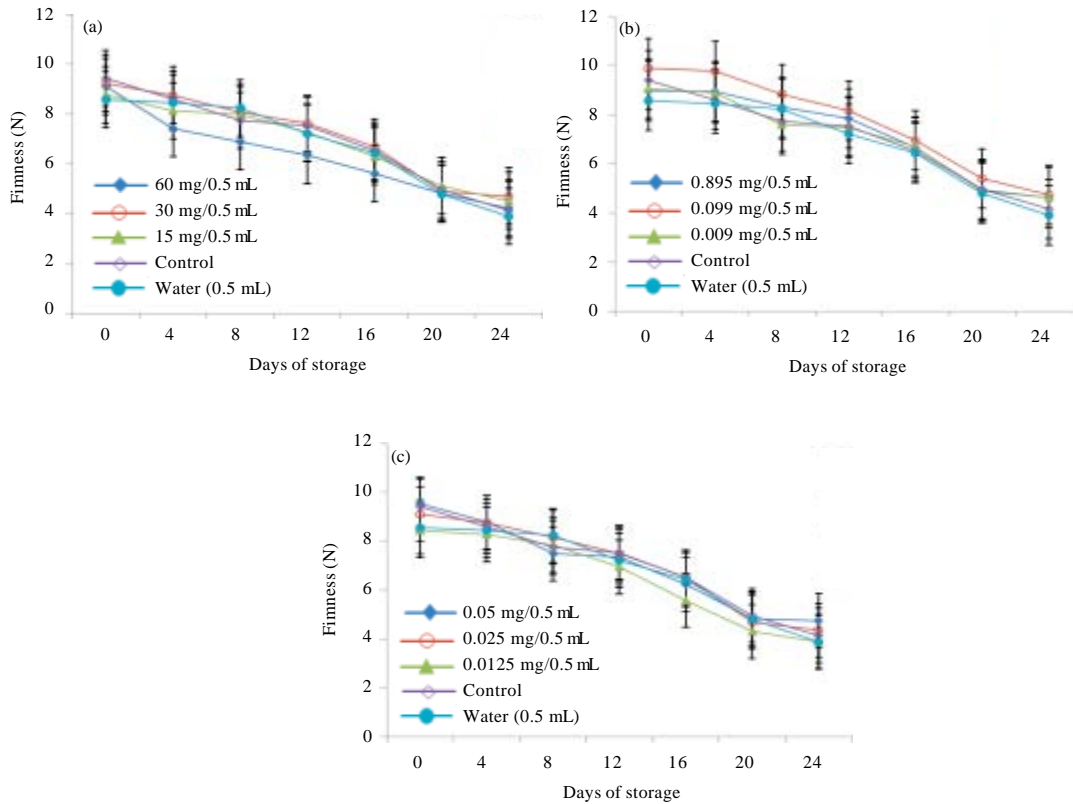 (a)
12
10
8
6
4
2
0
Fimness (N)
60 mg/0.5 mL
30 mg/0.5 mL
15 mg/0.5 mL
Control
Water (0.5 mL)
0 4 8 12 16 20 24
Days of storage
(b)
12
10
8
6
4
2
0
Fimness (N)
0.895 mg/0.5 mL
0.099 mg/0.5 mL
0.009 mg/0.5 mL
Control
Water (0.5 mL)
0 4 8 12 16 20 24
Days of storage
(c)
12
10
8
6
4
2
0
Fimness (N)
0.05 mg/0.5 mL
0.025 mg/0.5 mL
0.0125 mg/0.5 mL
Control
Water (0.5 mL)
0 4 8 12 16 20 24
Days of storage